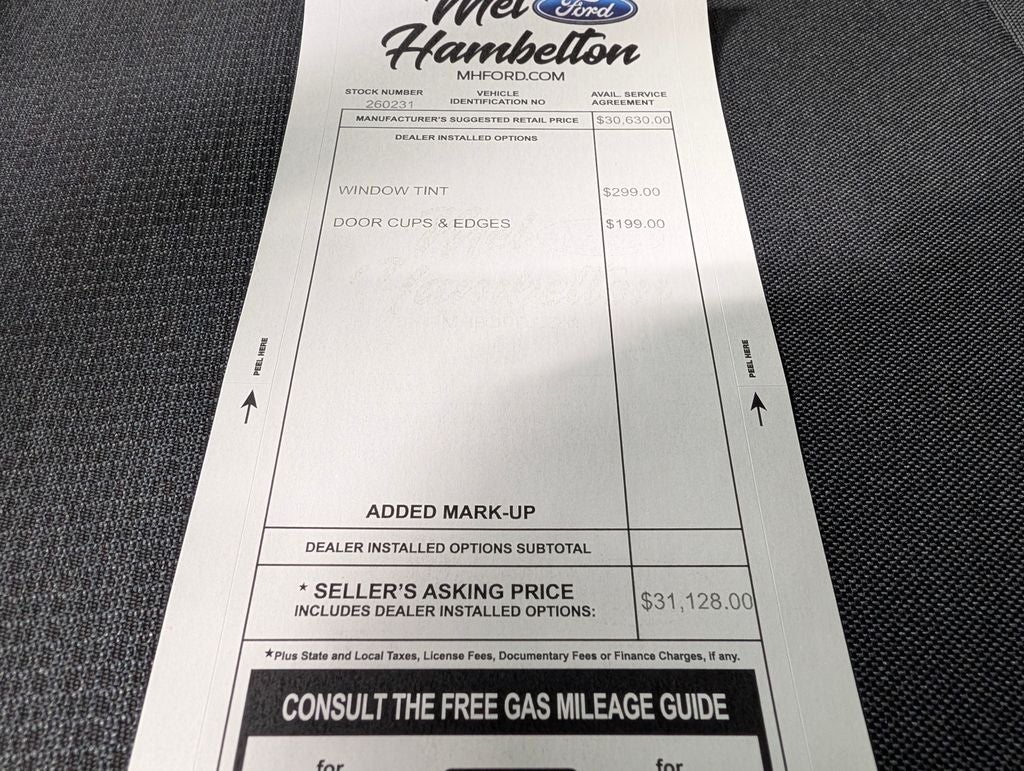 Mel Ford
Hambelton
MHFORD.COM
STOCK NUMBER VEHICLE AVAIL. SERVICE
260231 IDENTIFICATION NO AGREEMENT
MANUFACTURER'S SUGGESTED RETAIL PRICE $30,630.00
DEALER INSTALLED OPTIONS
WINDOW TINT $299.00
DOOR CUPS & EDGES $199.00
PEEL HERE PEEL HERE
ADDED MARK-UP
DEALER INSTALLED OPTIONS SUBTOTAL
* SELLER'S ASKING PRICE
INCLUDES DEALER INSTALLED OPTIONS: $31,128.00
*Plus State and Local Taxes, License Fees, Documentary Fees or Finance Charges, if any.
CONSULT THE FREE GAS MILEAGE GUIDE
for for